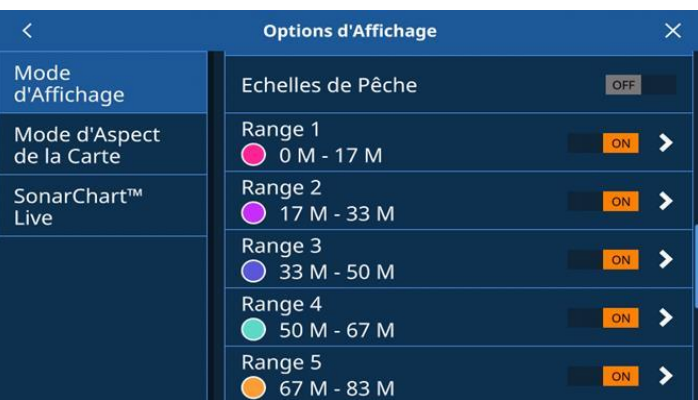 Options d'Affichage
Mode
d'Affichage
Mode d'Aspect
de la Carte
SonarChart™
Live
Echelles de Pêche
OFF
Range 1
0 M - 17 M
ON
Range 2
17 M - 33 M
ON
Range 3
33 M - 50 M
ON
Range 4
50 M - 67 M
ON
Range 5
67 M - 83 M
ON